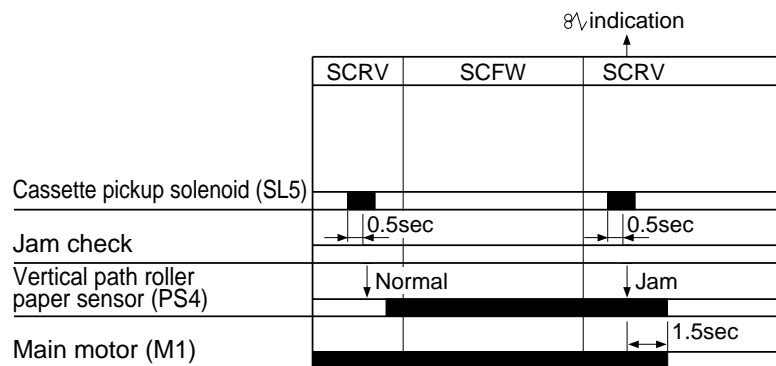 indication
SCRV SCFW SCRV
Cassette pickup solenoid (SL5)
0.5sec 0.5sec
Jam check
Vertical path roller
paper sensor (PS4)
Normal Jam
1.5sec
Main motor (M1)